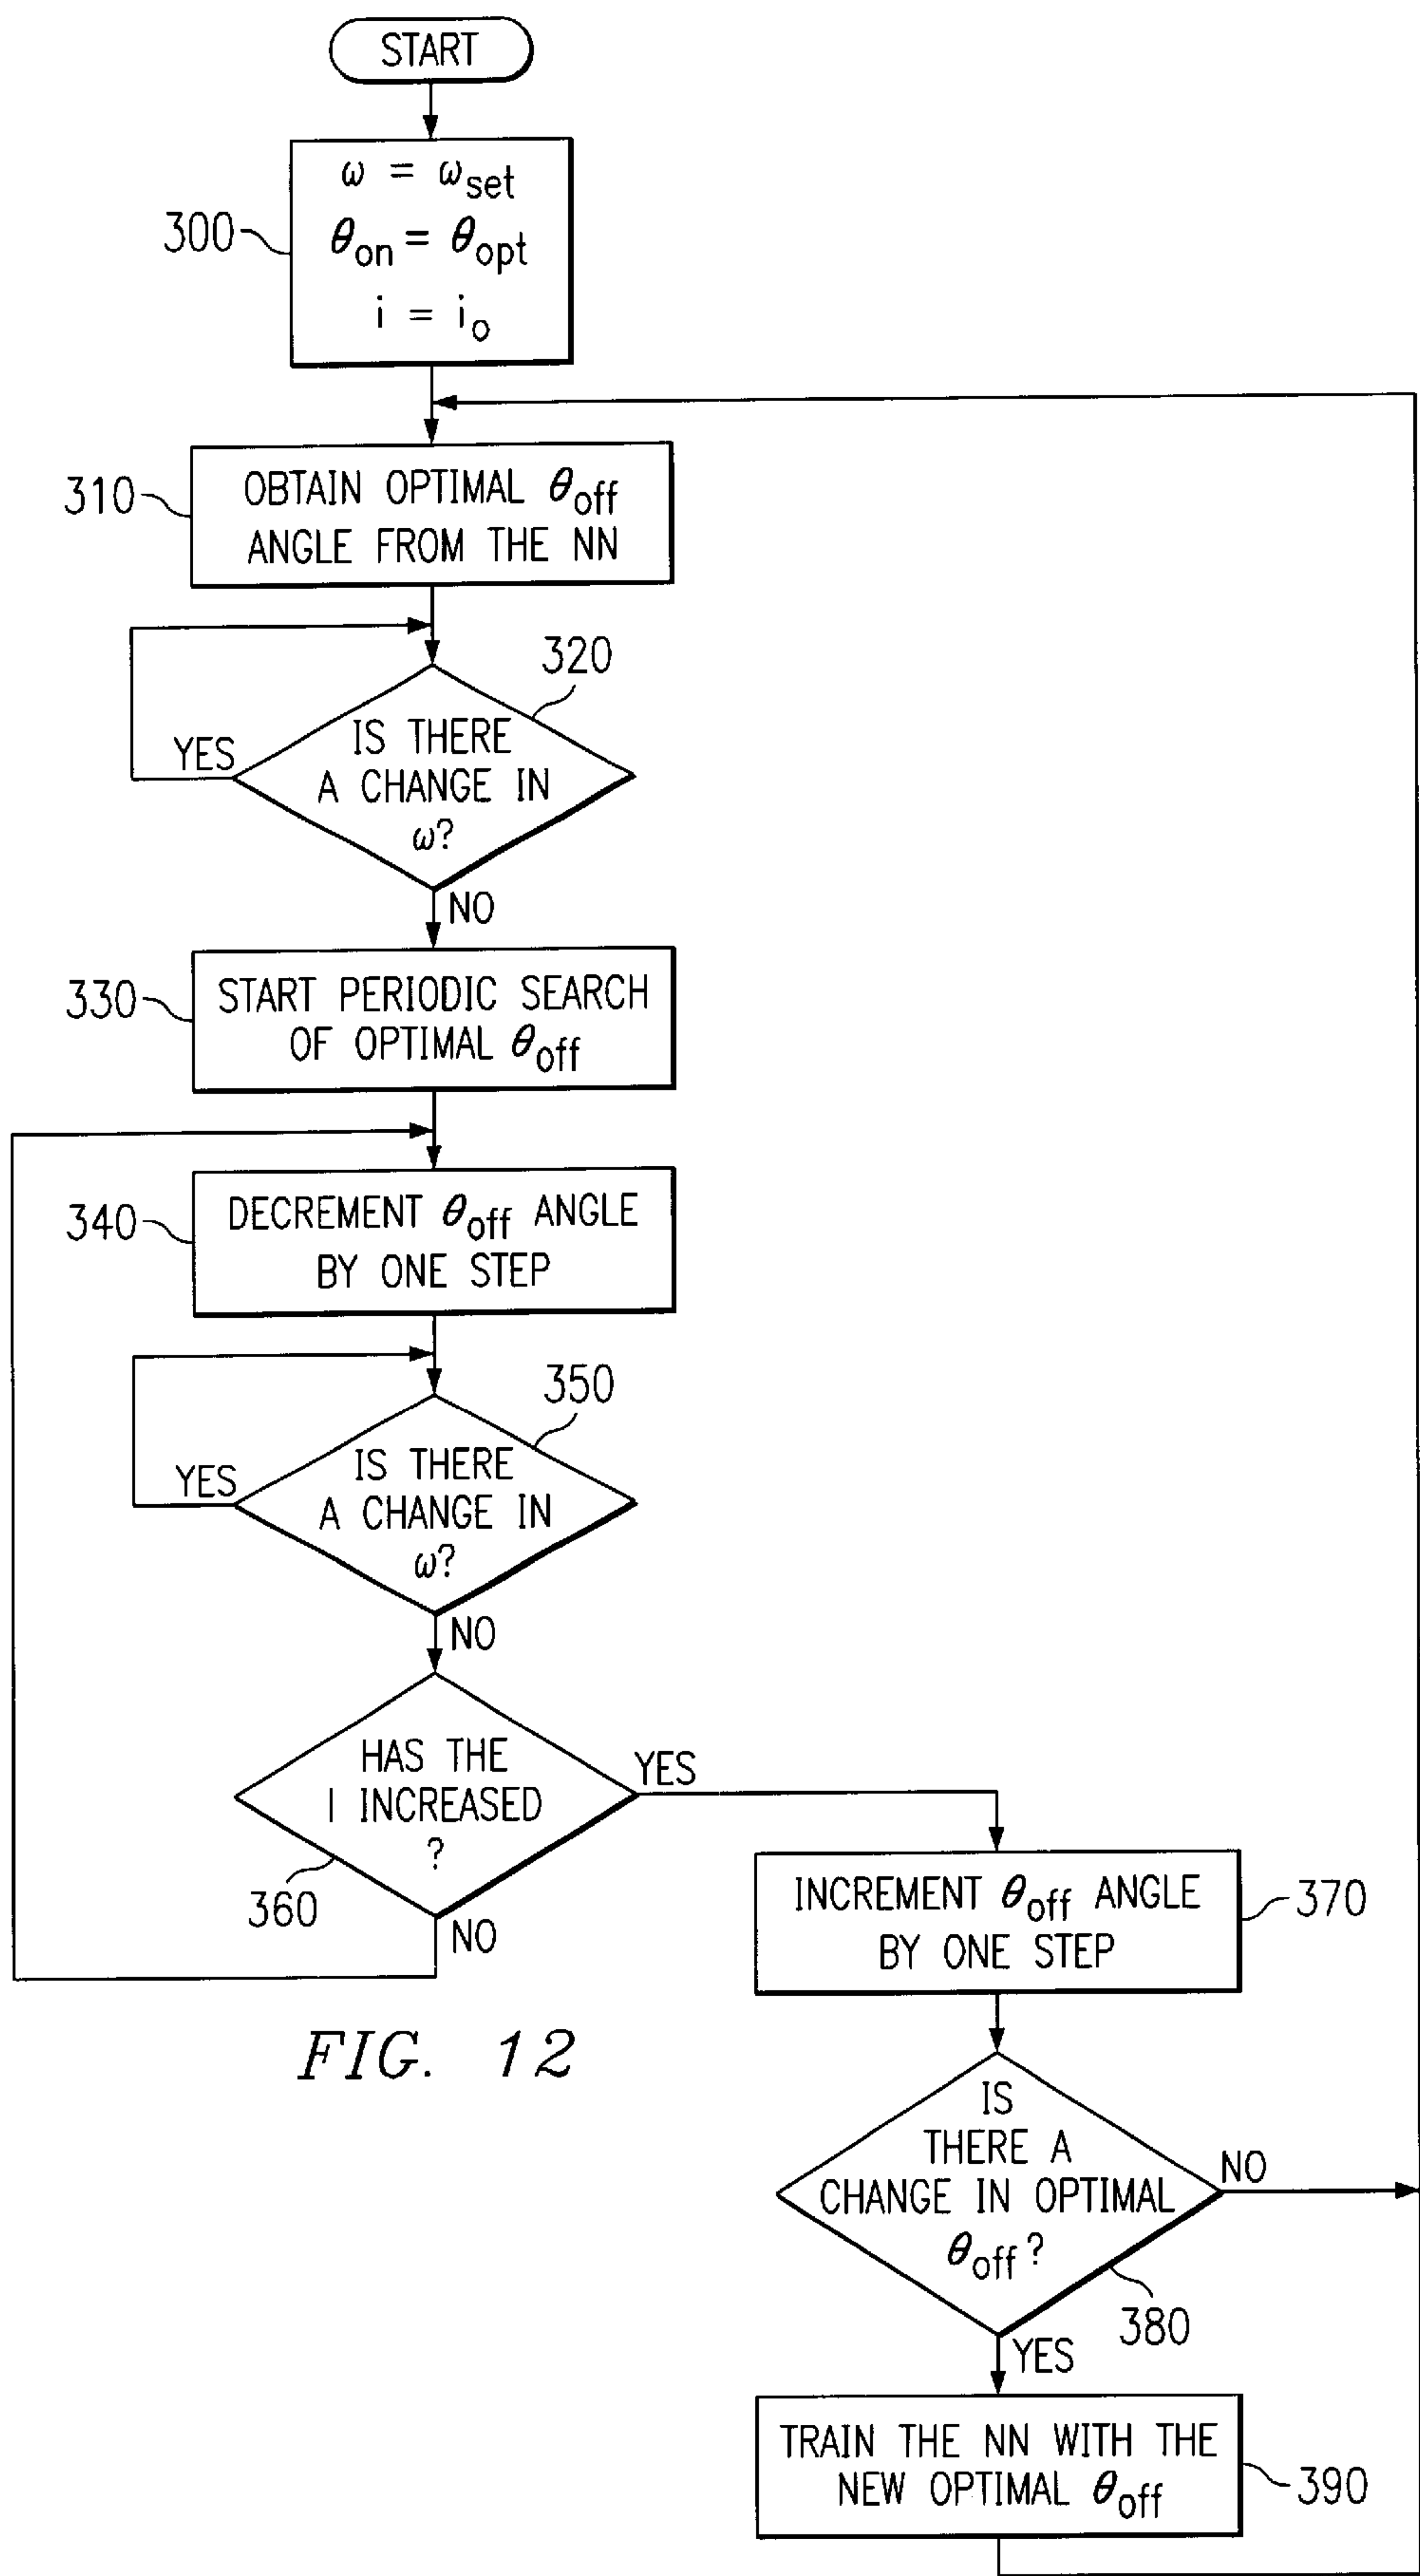 START
300
ω = ωset
θon = θopt
i = io
310
OBTAIN OPTIMAL θoff
ANGLE FROM THE NN
320
YES
IS THERE
A CHANGE IN
ω?
NO
330
START PERIODIC SEARCH
OF OPTIMAL θoff
340
DECREMENT θoff ANGLE
BY ONE STEP
350
YES
IS THERE
A CHANGE IN
ω?
NO
HAS THE
I INCREASED
?
YES
360
NO
INCREMENT θoff ANGLE
BY ONE STEP
370
FIG. 12
IS
THERE A
CHANGE IN OPTIMAL
θoff?
NO
380
YES
TRAIN THE NN WITH THE
NEW OPTIMAL θoff
390